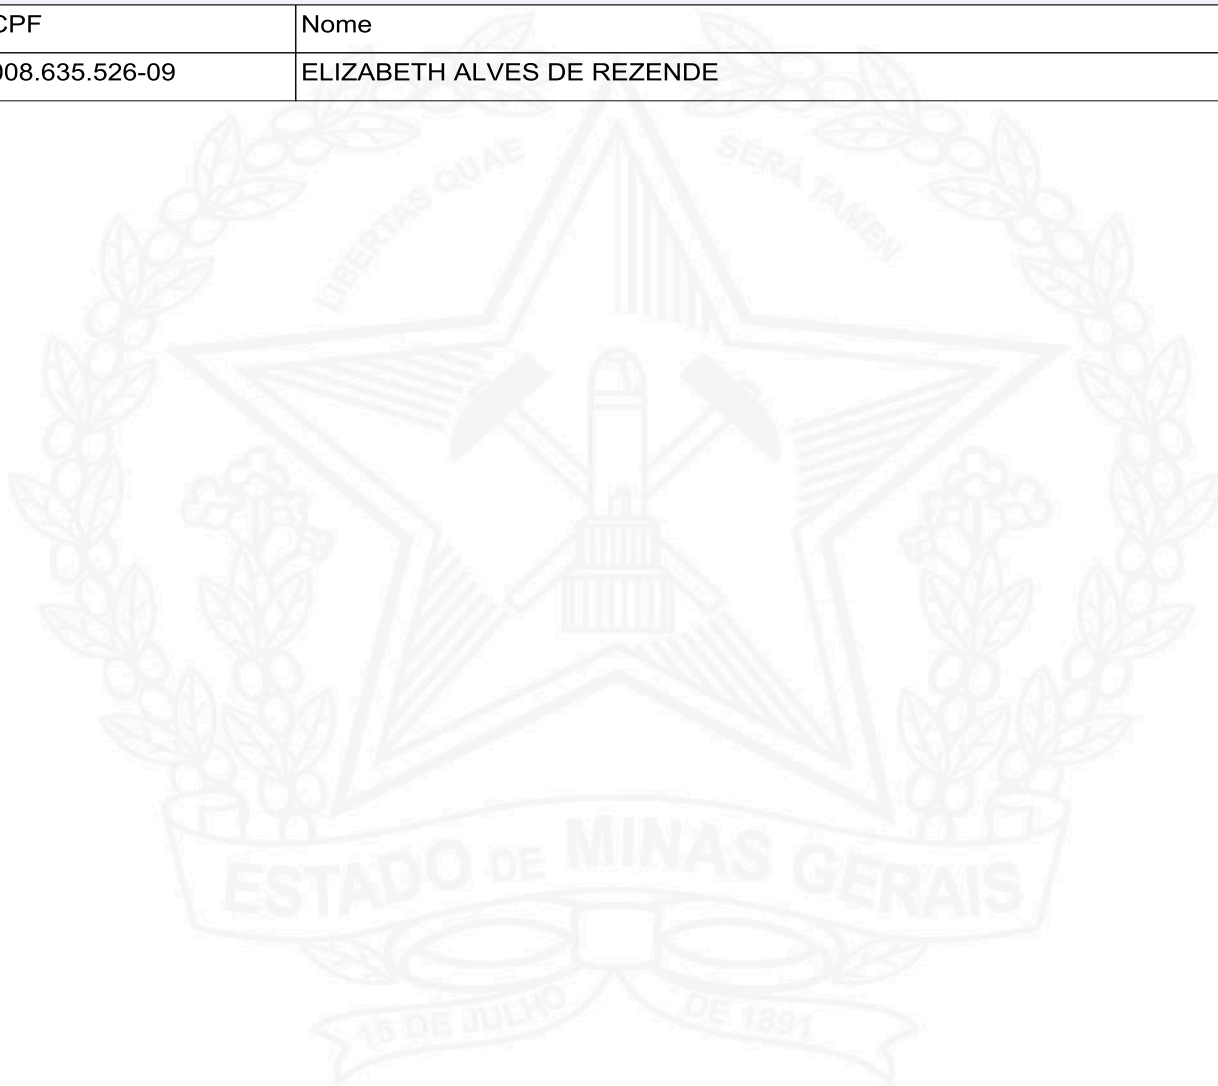 CPF Nome
908.635.526-09 ELIZABETH ALVES DE REZENDE
LIBERTAS QUAE SERA TAMEN
ESTADO DE MINAS GERAIS
15 DE JULHO DE 1891